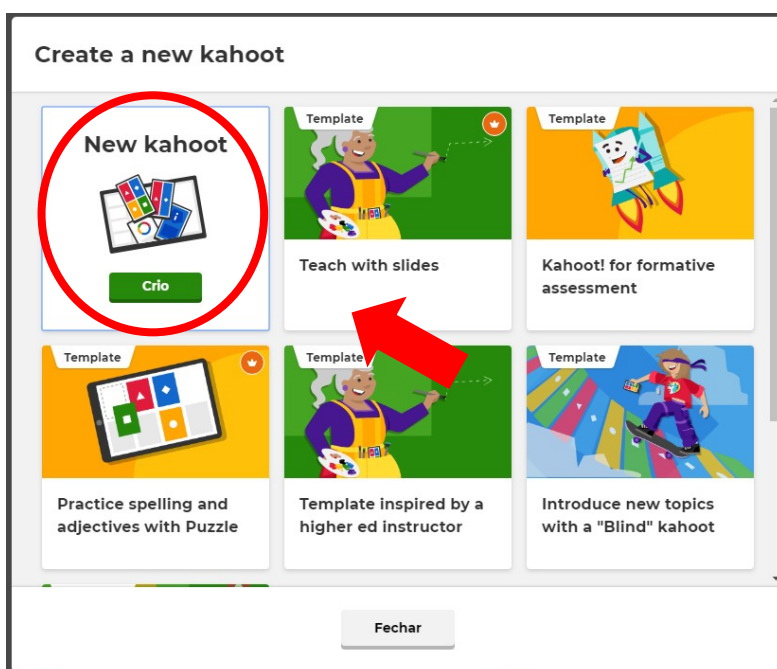 Create a new kahoot
New kahoot
Crio
Template
Teach with slides
Template
Kahoot! for formative
assessment
Template
Practice spelling and
adjectives with Puzzle
Template
Template inspired by a
higher ed instructor
Template
Introduce new topics
with a "Blind" kahoot
Fechar